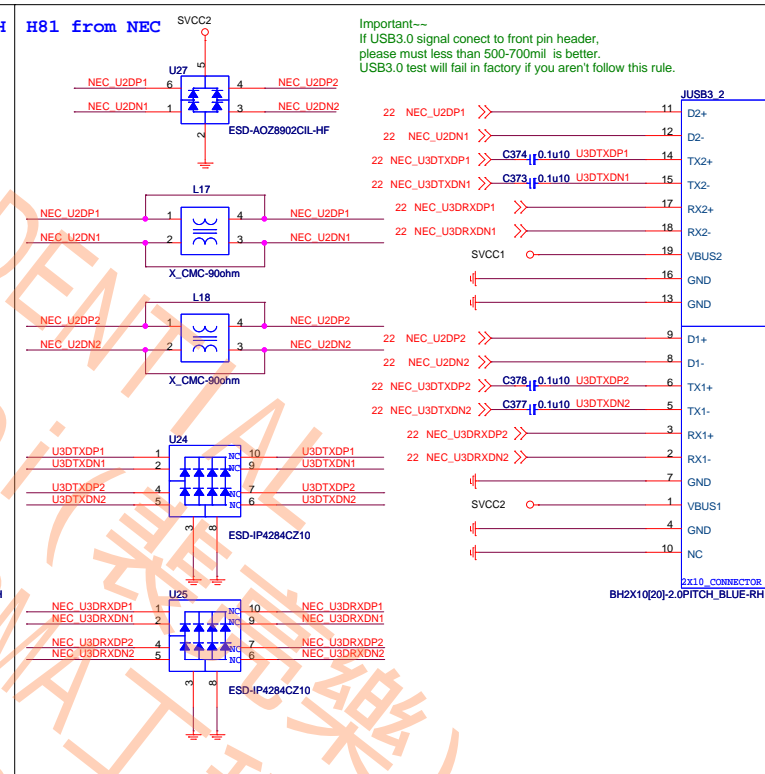 H
H81 from NEC
SVCC2
U27
5
NEC_U2DP1 6 4 NEC_U2DP2
NEC_U2DN1 1 3 NEC_U2DN2
2
ESD-AOZ8902CIL-HF
L17
NEC_U2DP1 1 4 NEC_U2DP1
NEC_U2DN1 2 3 NEC_U2DN1
X_CMC-90ohm
L18
NEC_U2DP2 1 4 NEC_U2DP2
NEC_U2DN2 2 3 NEC_U2DN2
X_CMC-90ohm
U24
U3DTXDP1 1 NC 10 U3DTXDP1
U3DTXDN1 2 NC 9 U3DTXDN1
U3DTXDP2 4 NC 7 U3DTXDP2
U3DTXDN2 5 NC 6 U3DTXDN2
3 8
ESD-IP4284CZ10
U25
NEC_U3DRXDP1 1 NC 10 NEC_U3DRXDP1
NEC_U3DRXDN1 2 NC 9 NEC_U3DRXDN1
NEC_U3DRXDP2 4 NC 7 NEC_U3DRXDP2
NEC_U3DRXDN2 5 NC 6 NEC_U3DRXDN2
3 8
ESD-IP4284CZ10
H
Important~~
If USB3.0 signal conect to front pin header,
please must less than 500-700mil is better.
USB3.0 test will fail in factory if you aren't follow this rule.
JUSB3_2
22 NEC_U2DP1 11 D2+
22 NEC_U2DN1 12 D2-
22 NEC_U3DTXDP1 C374 0.1u10 U3DTXDP1 14 TX2+
22 NEC_U3DTXDN1 C373 0.1u10 U3DTXDN1 15 TX2-
22 NEC_U3DRXDP1 17 RX2+
22 NEC_U3DRXDN1 18 RX2-
SVCC1 19 VBUS2
16 GND
13 GND
22 NEC_U2DP2 9 D1+
22 NEC_U2DN2 8 D1-
22 NEC_U3DTXDP2 C378 0.1u10 U3DTXDP2 6 TX1+
22 NEC_U3DTXDN2 C377 0.1u10 U3DTXDN2 5 TX1-
22 NEC_U3DRXDP2 3 RX1+
22 NEC_U3DRXDN2 2 RX1-
7 GND
SVCC2 1 VBUS1
4 GND
10 NC
2X10_CONNECTOR
BH2X10[20]-2.0PITCH_BLUE-RH
DENTIAL